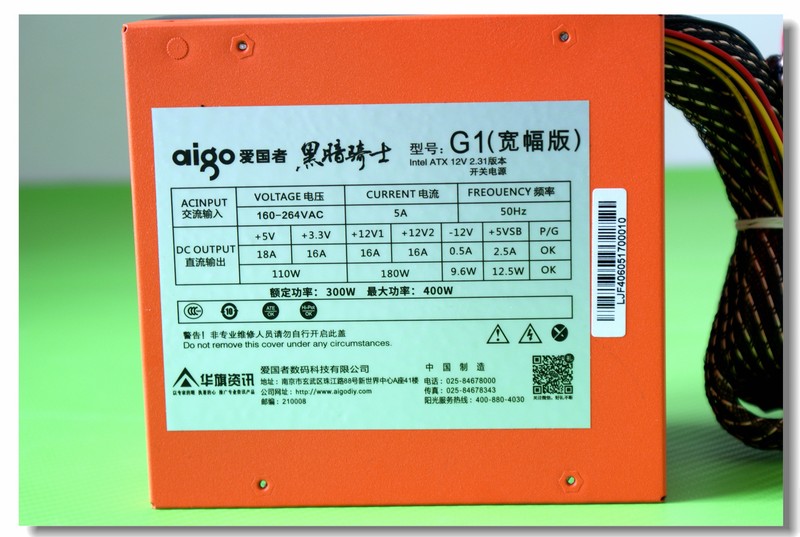 aigo 爱国者 黑暗骑士 型号: G1(宽幅版)
Intel ATX 12V 2.31版本
开关电源
ACINPUT 交流输入 VOLTAGE 电压 CURRENT 电流 FREOUENCY 频率
160-264VAC 5A 50Hz
DC OUTPUT 直流输出 +5V +3.3V +12V1 +12V2 -12V +5VSB P/G
18A 16A 16A 16A 0.5A 2.5A OK
110W 180W 9.6W 12.5W OK
额定功率: 300W 最大功率: 400W
CCC 10 ATE OK Hi-Pot OK
警告! 非专业维修人员请勿自行开启此盖
Do not remove this cover under any circumstances.
华旗资讯
爱国者数码科技有限公司
地址: 南京市玄武区珠江路88号新世界中心A座41楼
公司网址: http://www.aigodiy.com
邮编: 210008
中国制造
电话: 025-84678000
传真: 025-84678343
阳光服务热线: 400-880-4030
LJF406051700010